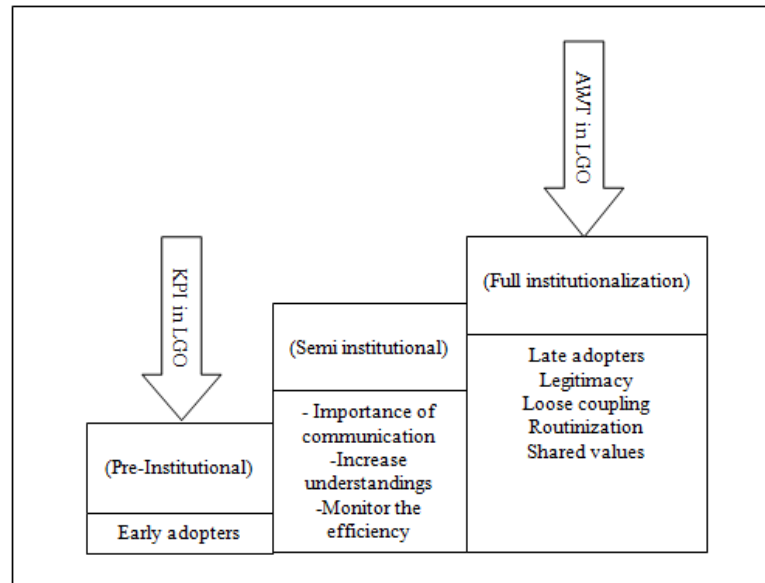 AWT in LGO
KPI in LGO
(Full institutionalization)
(Semi institutional)
(Pre-Institutional)
Late adopters
Legitimacy
Loose coupling
Routinization
Shared values
- Importance of
communication
-Increase
understandings
-Monitor the
efficiency
Early adopters